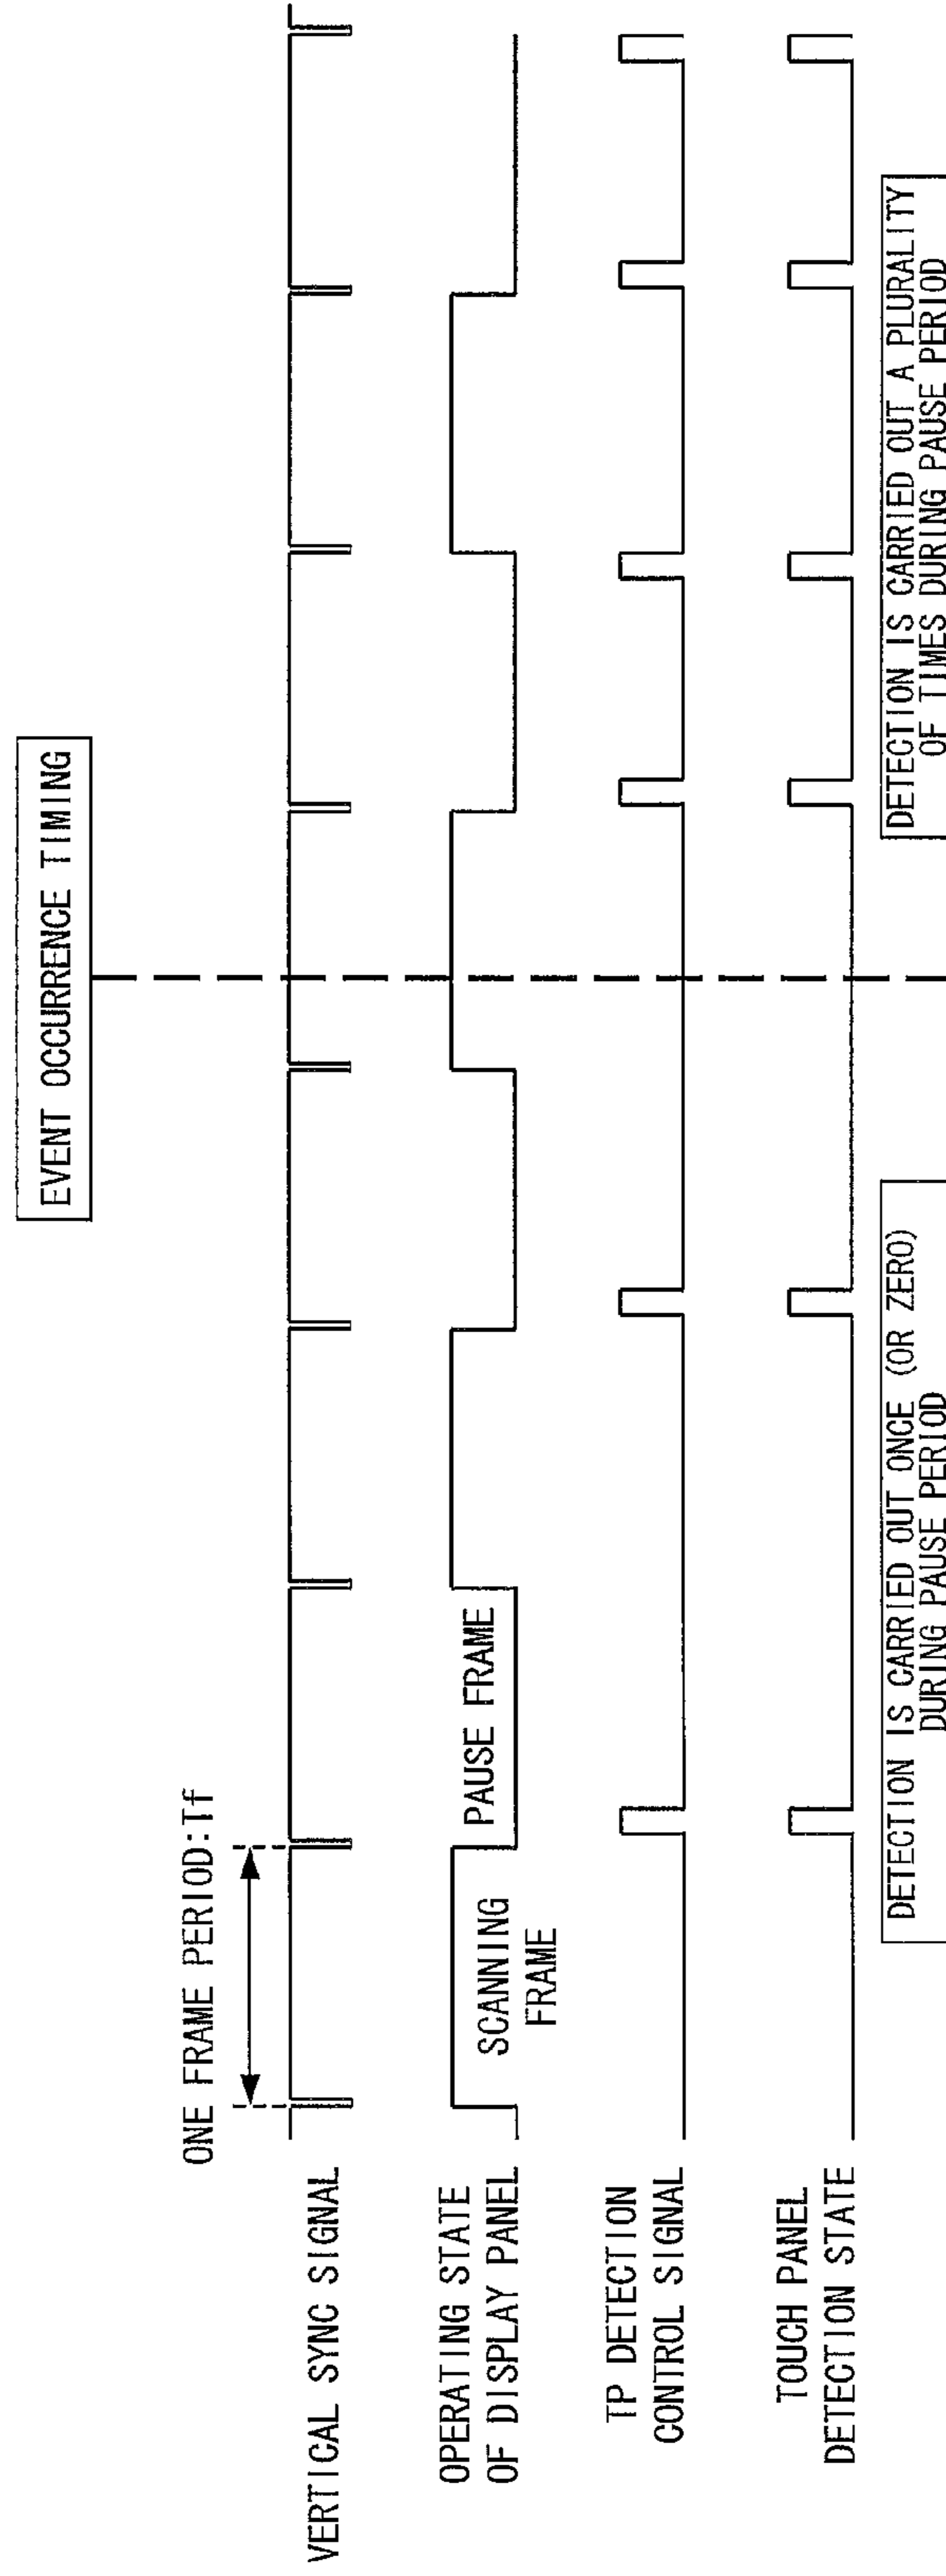 EVENT OCCURRENCE TIMING
ONE FRAME PERIOD:Tf
VERTICAL SYNC SIGNAL
OPERATING STATE
OF DISPLAY PANEL
SCANNING
FRAME
PAUSE FRAME
TP DETECTION
CONTROL SIGNAL
TOUCH PANEL
DETECTION STATE
DETECTION IS CARRIED OUT ONCE (OR ZERO)
DURING PAUSE PERIOD
DETECTION IS CARRIED OUT A PLURALITY
OF TIMES DURING PAUSE PERIOD